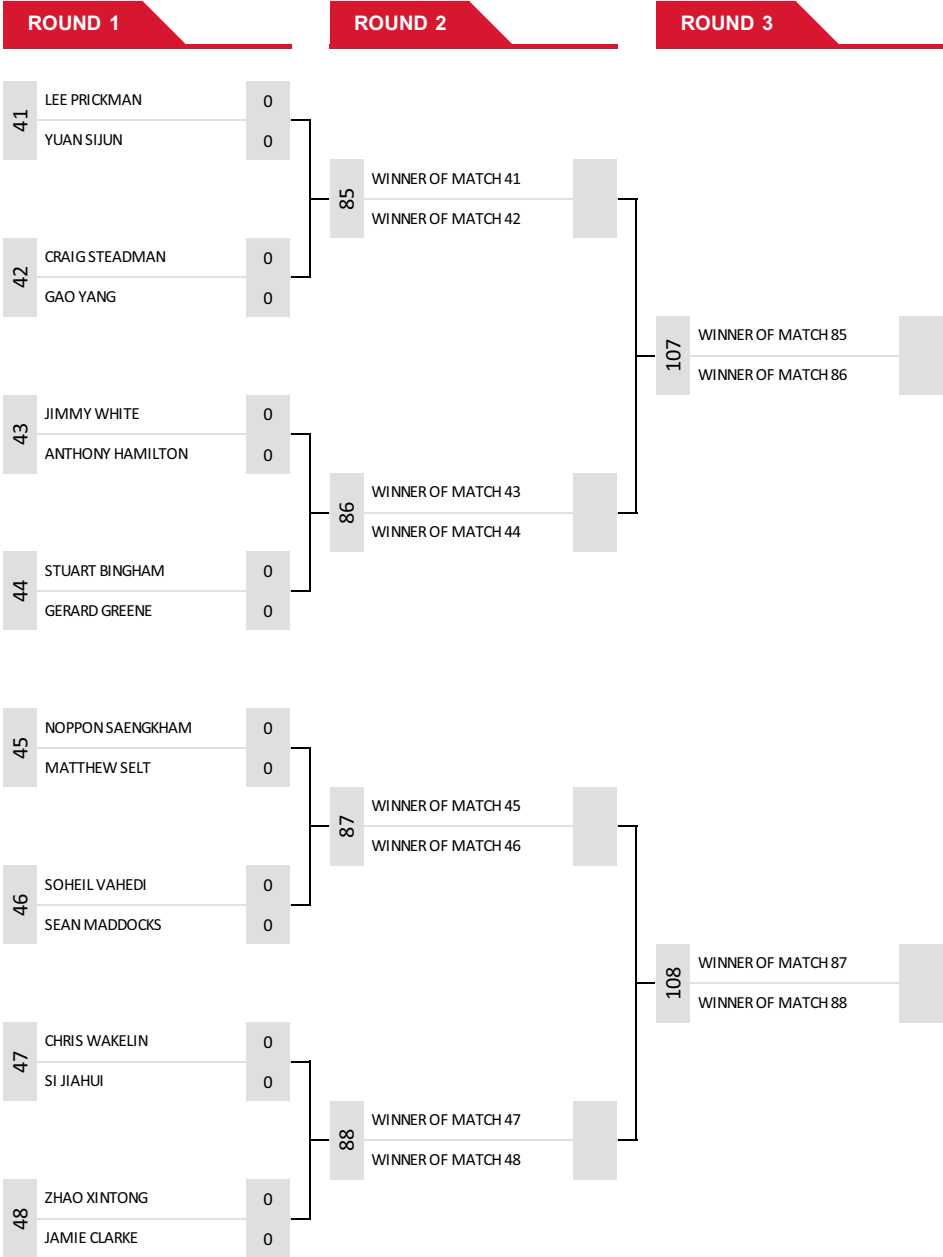 ROUND 1
ROUND 2
ROUND 3
41
LEE PRICKMAN 0
YUAN SIJUN 0
85
WINNER OF MATCH 41
WINNER OF MATCH 42
42
CRAIG STEADMAN 0
GAO YANG 0
107
WINNER OF MATCH 85
WINNER OF MATCH 86
43
JIMMY WHITE 0
ANTHONY HAMILTON 0
86
WINNER OF MATCH 43
WINNER OF MATCH 44
44
STUART BINGHAM 0
GERARD GREENE 0
45
NOPPON SAENGKHAM 0
MATTHEW SELT 0
87
WINNER OF MATCH 45
WINNER OF MATCH 46
46
SOHEIL VAHEDI 0
SEAN MADDOCKS 0
108
WINNER OF MATCH 87
WINNER OF MATCH 88
47
CHRIS WAKELIN 0
SI JIAHUI 0
88
WINNER OF MATCH 47
WINNER OF MATCH 48
48
ZHAO XINTONG 0
JAMIE CLARKE 0